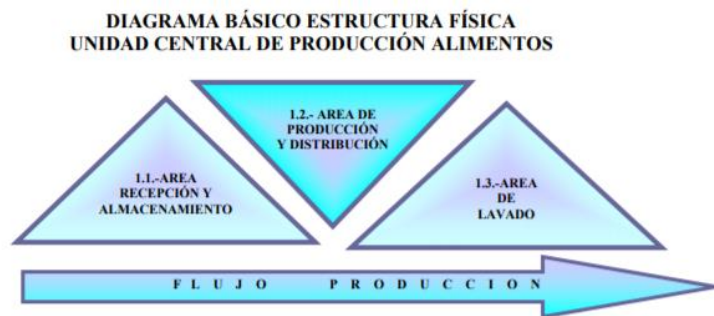 DIAGRAMA BÁSICO ESTRUCTURA FÍSICA
UNIDAD CENTRAL DE PRODUCCIÓN ALIMENTOS
1.1.-AREA
RECEPCIÓN Y
ALMACENAMIENTO
1.2.- AREA DE
PRODUCCIÓN
Y DISTRIBUCIÓN
1.3.-AREA
DE
LAVADO
F L U J O P R O D U C C I O N